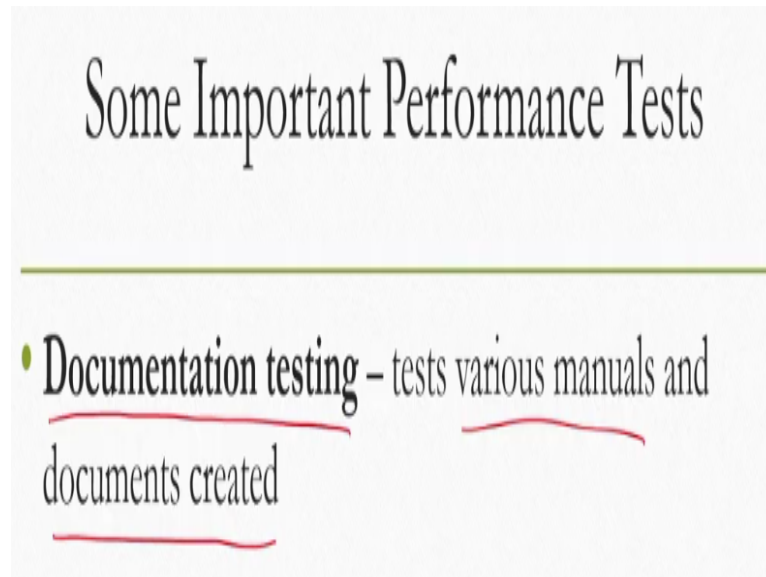 Some Important Performance Tests
• Documentation testing – tests various manuals and
documents created